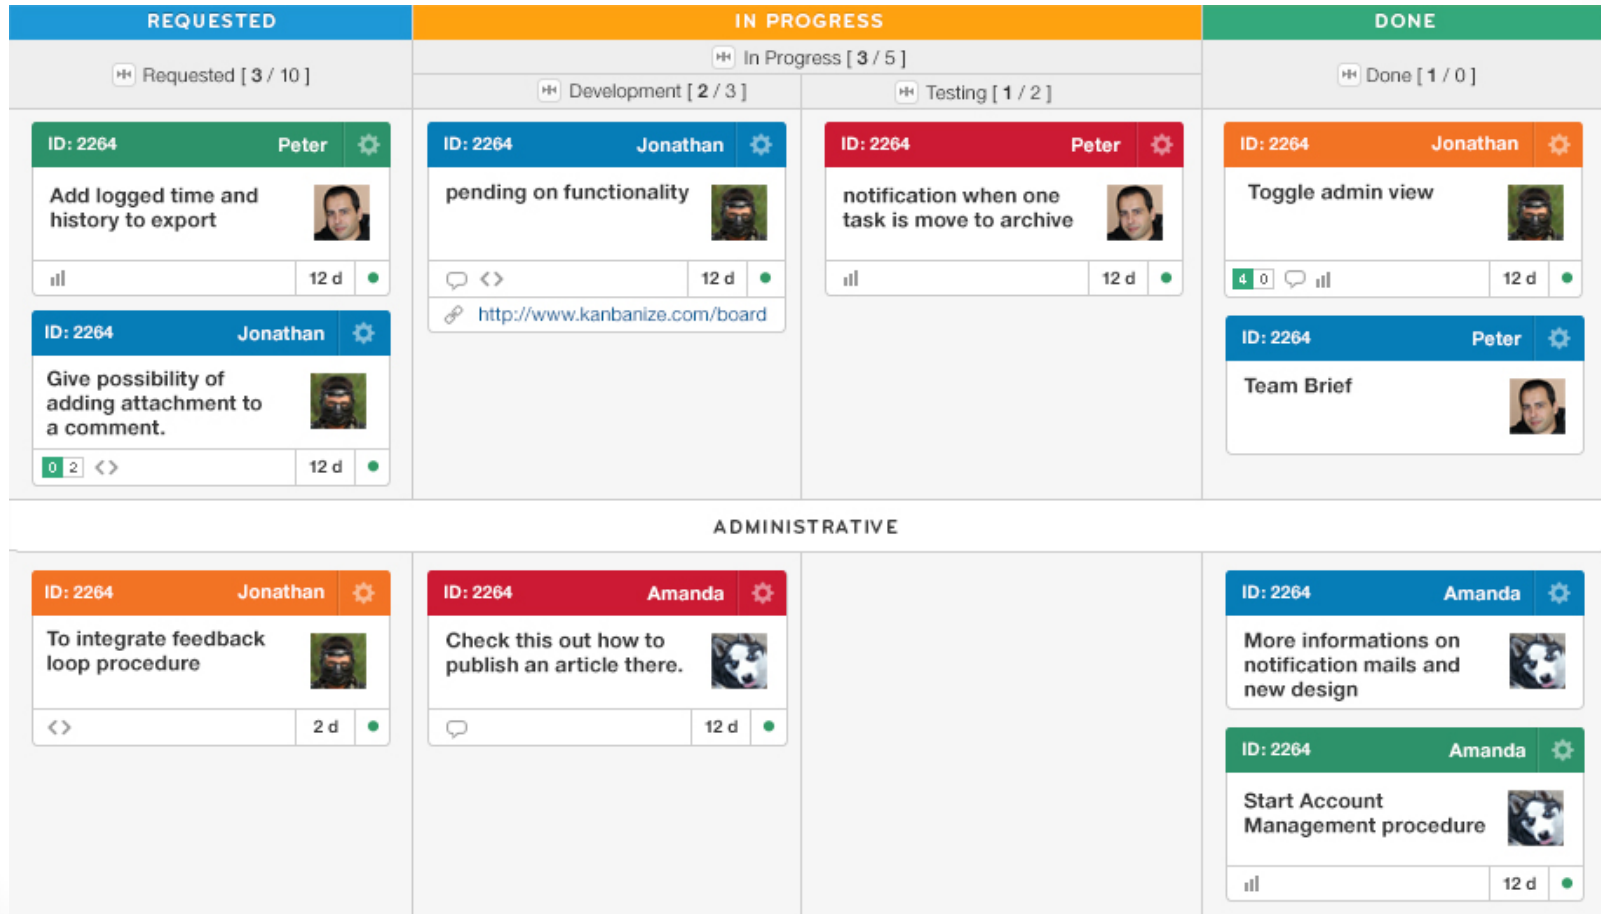 REQUESTED
IN PROGRESS
DONE
Requested [ 3 / 10 ]
In Progress [ 3 / 5 ]
Development [ 2 / 3 ]
Testing [ 1 / 2 ]
Done [ 1 / 0 ]
ID: 2264 Peter
Add logged time and
history to export
12 d
ID: 2264 Jonathan
Give possibility of
adding attachment to
a comment.
0 2 12 d
ID: 2264 Jonathan
pending on functionality
12 d
http://www.kanbanize.com/board
ID: 2264 Peter
notification when one
task is move to archive
12 d
ID: 2264 Jonathan
Toggle admin view
4 0 12 d
ID: 2264 Peter
Team Brief
ADMINISTRATIVE
ID: 2264 Jonathan
To integrate feedback
loop procedure
2 d
ID: 2264 Amanda
Check this out how to
publish an article there.
12 d
ID: 2264 Amanda
More informations on
notification mails and
new design
ID: 2264 Amanda
Start Account
Management procedure
12 d